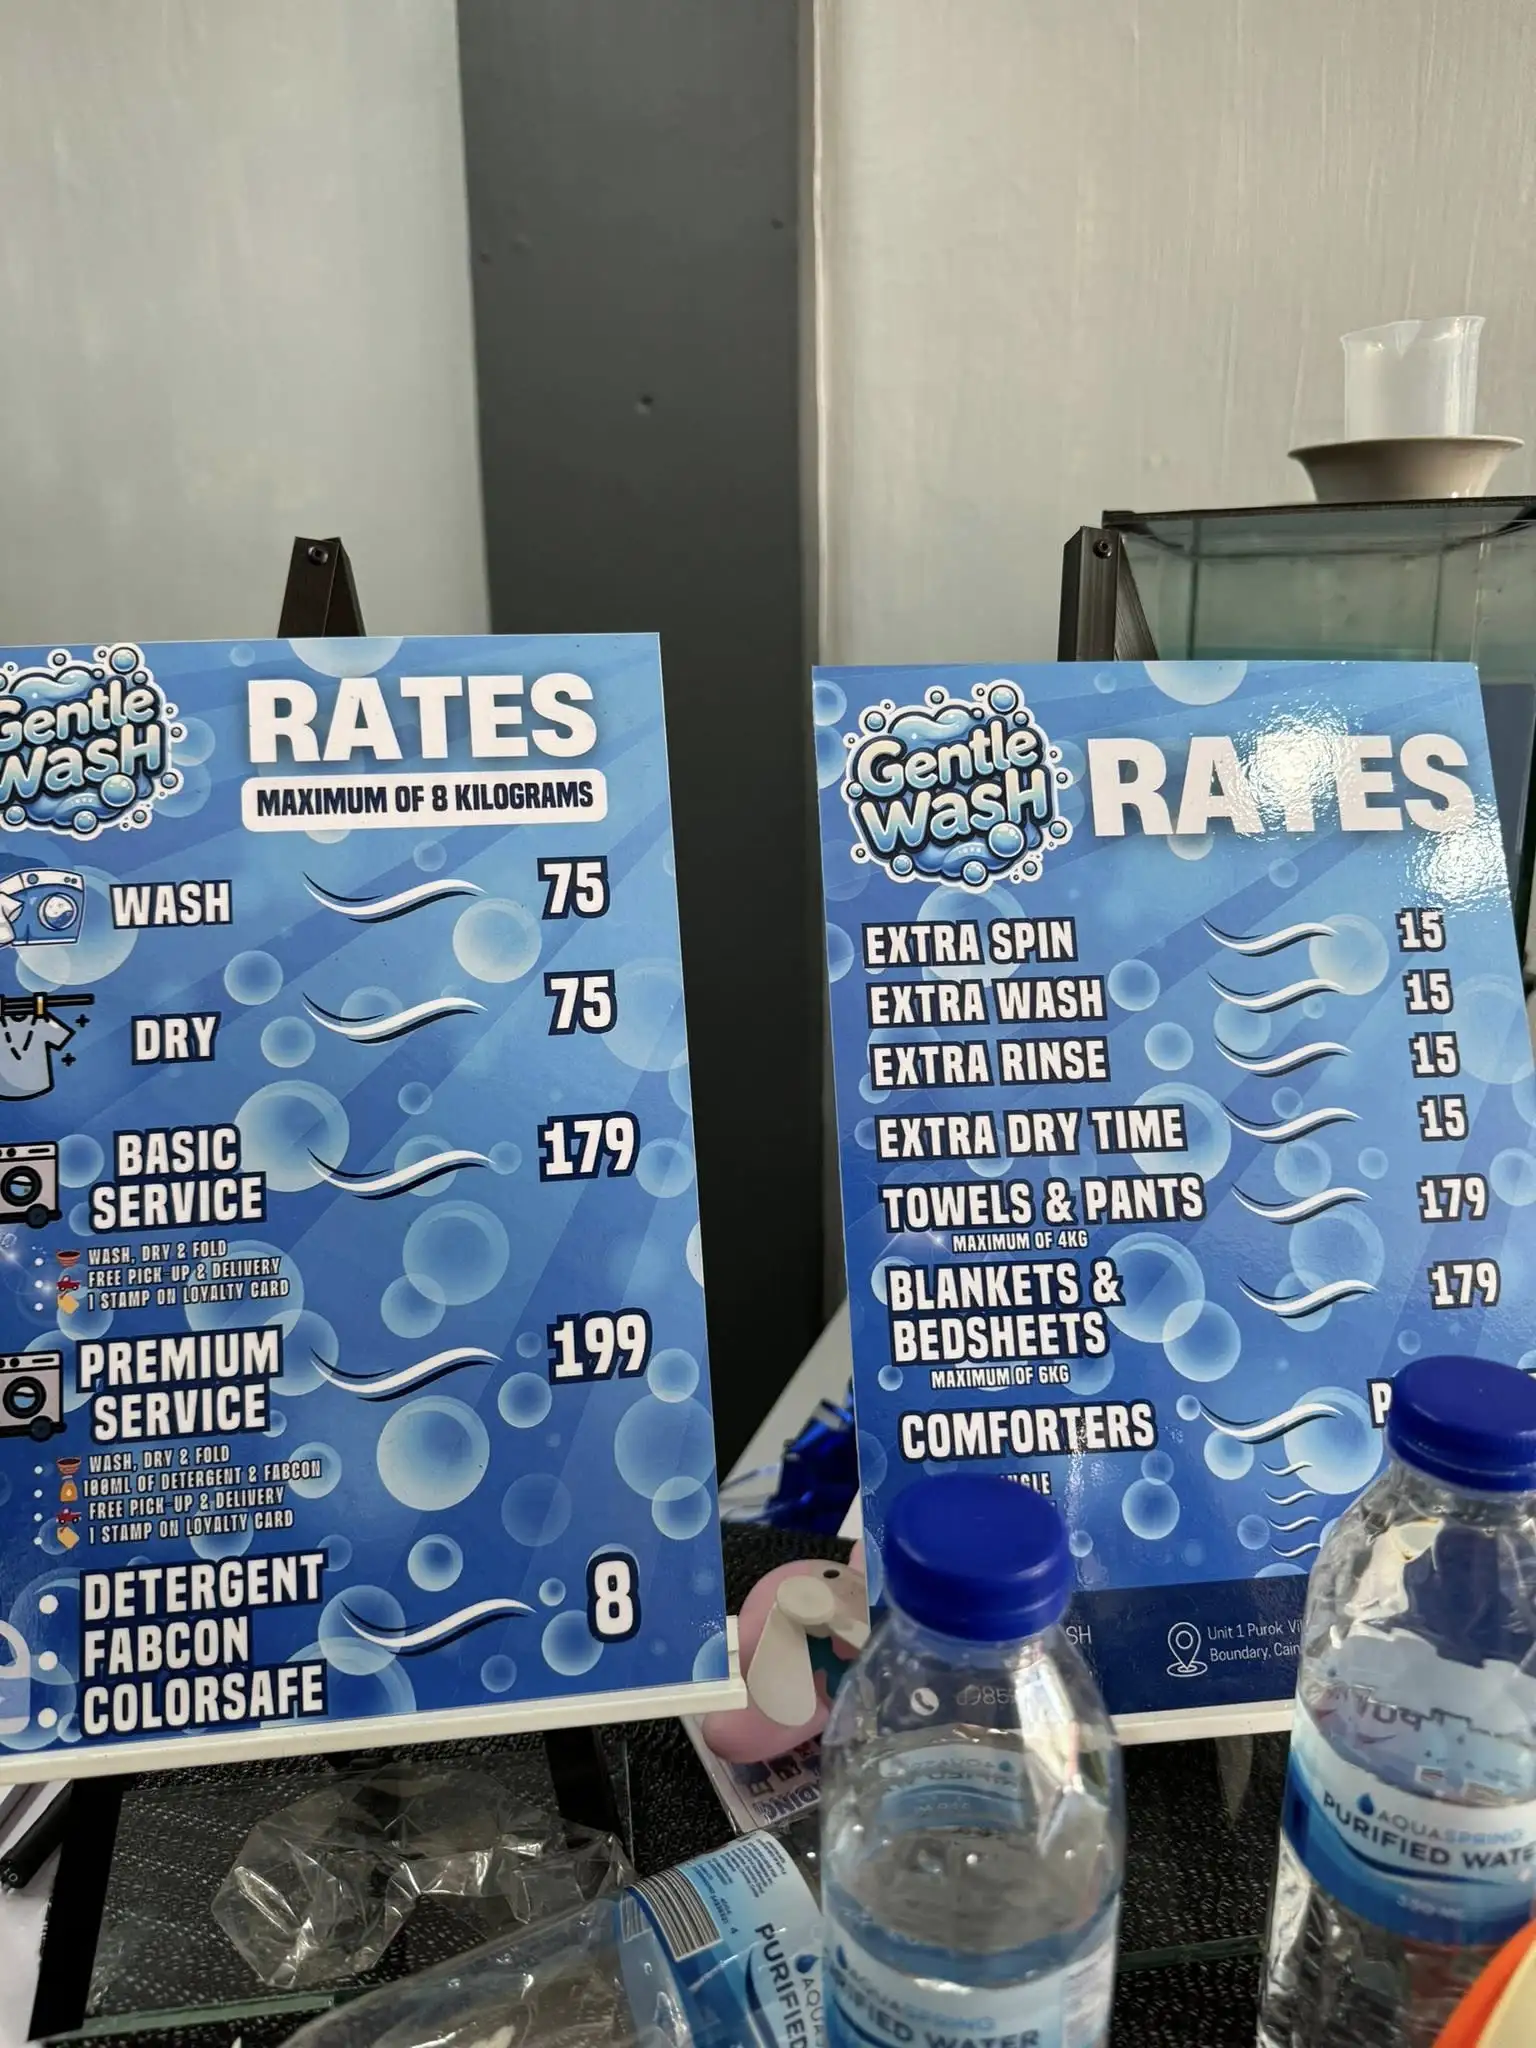 Gentle
WasH
RATES
MAXIMUM OF 8 KILOGRAMS
WASH 75
DRY 75
BASIC
SERVICE 179
WASH, DRY & FOLD
FREE PICK-UP & DELIVERY
1 STAMP ON LOYALTY CARD
PREMIUM
SERVICE 199
WASH, DRY & FOLD
100ML OF DETERGENT & FABCON
FREE PICK-UP & DELIVERY
1 STAMP ON LOYALTY CARD
DETERGENT
FABCON 8
COLORSAFE
Gentle
WasH
RATES
EXTRA SPIN 15
EXTRA WASH 15
EXTRA RINSE 15
EXTRA DRY TIME 15
TOWELS & PANTS 179
MAXIMUM OF 4KG
BLANKETS & 179
BEDSHEETS
MAXIMUM OF 6KG
COMFORTERS
Unit 1 Purok
Boundary,
AQUASPRING
PURIFIED WATER
AQUASPRING
PURIFIED WATE
PURIFIED